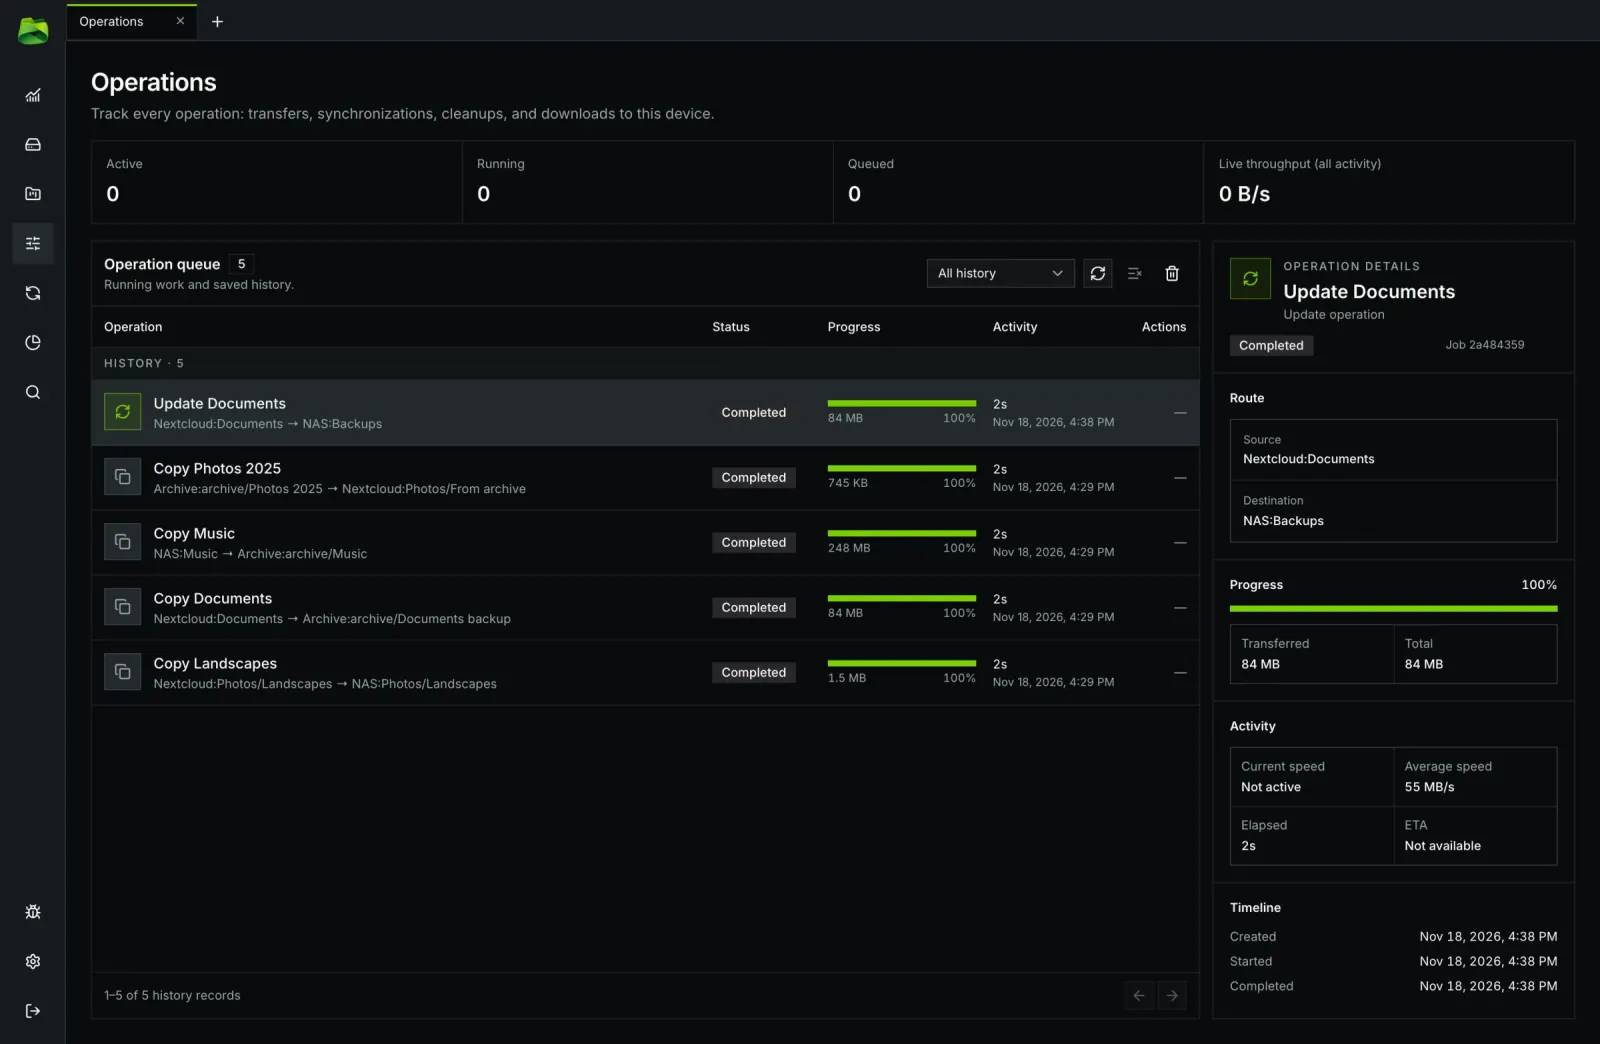 Operations
Operations
Track every operation: transfers, synchronizations, cleanups, and downloads to this device.
Active
0
Running
0
Queued
0
Live throughput (all activity)
0 B/s
Operation queue 5
Running work and saved history.
All history
Operation Status Progress Activity Actions
HISTORY · 5
Update Documents
Nextcloud:Documents → NAS:Backups
Completed
84 MB 100%
2s
Nov 18, 2026, 4:38 PM
—
Copy Photos 2025
Archive:archive/Photos 2025 → Nextcloud:Photos/From archive
Completed
745 KB 100%
2s
Nov 18, 2026, 4:29 PM
—
Copy Music
NAS:Music → Archive:archive/Music
Completed
248 MB 100%
2s
Nov 18, 2026, 4:29 PM
—
Copy Documents
Nextcloud:Documents → Archive:archive/Documents backup
Completed
84 MB 100%
2s
Nov 18, 2026, 4:29 PM
—
Copy Landscapes
Nextcloud:Photos/Landscapes → NAS:Photos/Landscapes
Completed
1.5 MB 100%
2s
Nov 18, 2026, 4:29 PM
—
1–5 of 5 history records
OPERATION DETAILS
Update Documents
Update operation
Completed Job 2a484359
Route
Source
Nextcloud:Documents
Destination
NAS:Backups
Progress 100%
Transferred
84 MB
Total
84 MB
Activity
Current speed
Not active
Average speed
55 MB/s
Elapsed
2s
ETA
Not available
Timeline
Created Nov 18, 2026, 4:38 PM
Started Nov 18, 2026, 4:38 PM
Completed Nov 18, 2026, 4:38 PM